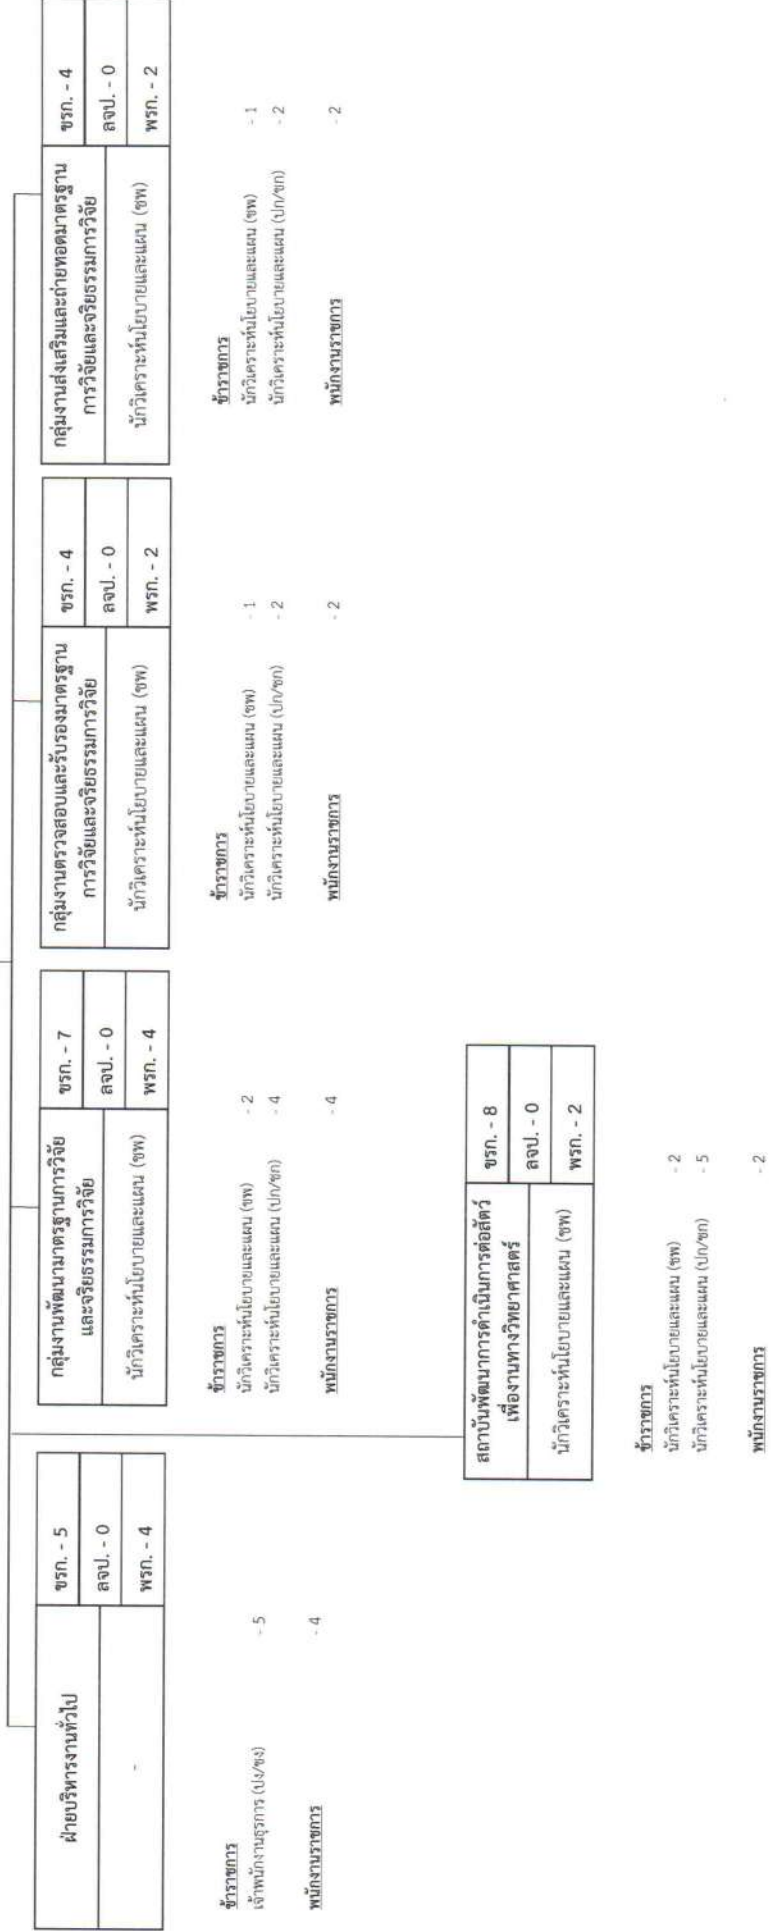 ฝ่ายบริหารงานทั่วไป
-
ขรก. - 5
ลจป. - 0
พรก. - 4
ข้าราชการ
เจ้าพนักงานธุรการ (ปง/ชง) - 5
พนักงานราชการ - 4
กลุ่มงานพัฒนามาตรฐานการวิจัย
และจริยธรรมการวิจัย
นักวิเคราะห์นโยบายและแผน (ชพ)
ขรก. - 7
ลจป. - 0
พรก. - 4
ข้าราชการ
นักวิเคราะห์นโยบายและแผน (ชพ) - 2
นักวิเคราะห์นโยบายและแผน (ปก/ชก) - 4
พนักงานราชการ - 4
กลุ่มงานตรวจสอบและรับรองมาตรฐาน
การวิจัยและจริยธรรมการวิจัย
นักวิเคราะห์นโยบายและแผน (ชพ)
ขรก. - 4
ลจป. - 0
พรก. - 2
ข้าราชการ
นักวิเคราะห์นโยบายและแผน (ชพ) - 1
นักวิเคราะห์นโยบายและแผน (ปก/ชก) - 2
พนักงานราชการ - 2
กลุ่มงานส่งเสริมและถ่ายทอดมาตรฐาน
การวิจัยและจริยธรรมการวิจัย
นักวิเคราะห์นโยบายและแผน (ชพ)
ขรก. - 4
ลจป. - 0
พรก. - 2
ข้าราชการ
นักวิเคราะห์นโยบายและแผน (ชพ) - 1
นักวิเคราะห์นโยบายและแผน (ปก/ชก) - 2
พนักงานราชการ - 2
สถาบันพัฒนาการดำเนินการต่อสัตว์
เพื่องานทางวิทยาศาสตร์
นักวิเคราะห์นโยบายและแผน (ชพ)
ขรก. - 8
ลจป. - 0
พรก. - 2
ข้าราชการ
นักวิเคราะห์นโยบายและแผน (ชพ) - 2
นักวิเคราะห์นโยบายและแผน (ปก/ชก) - 5
พนักงานราชการ - 2